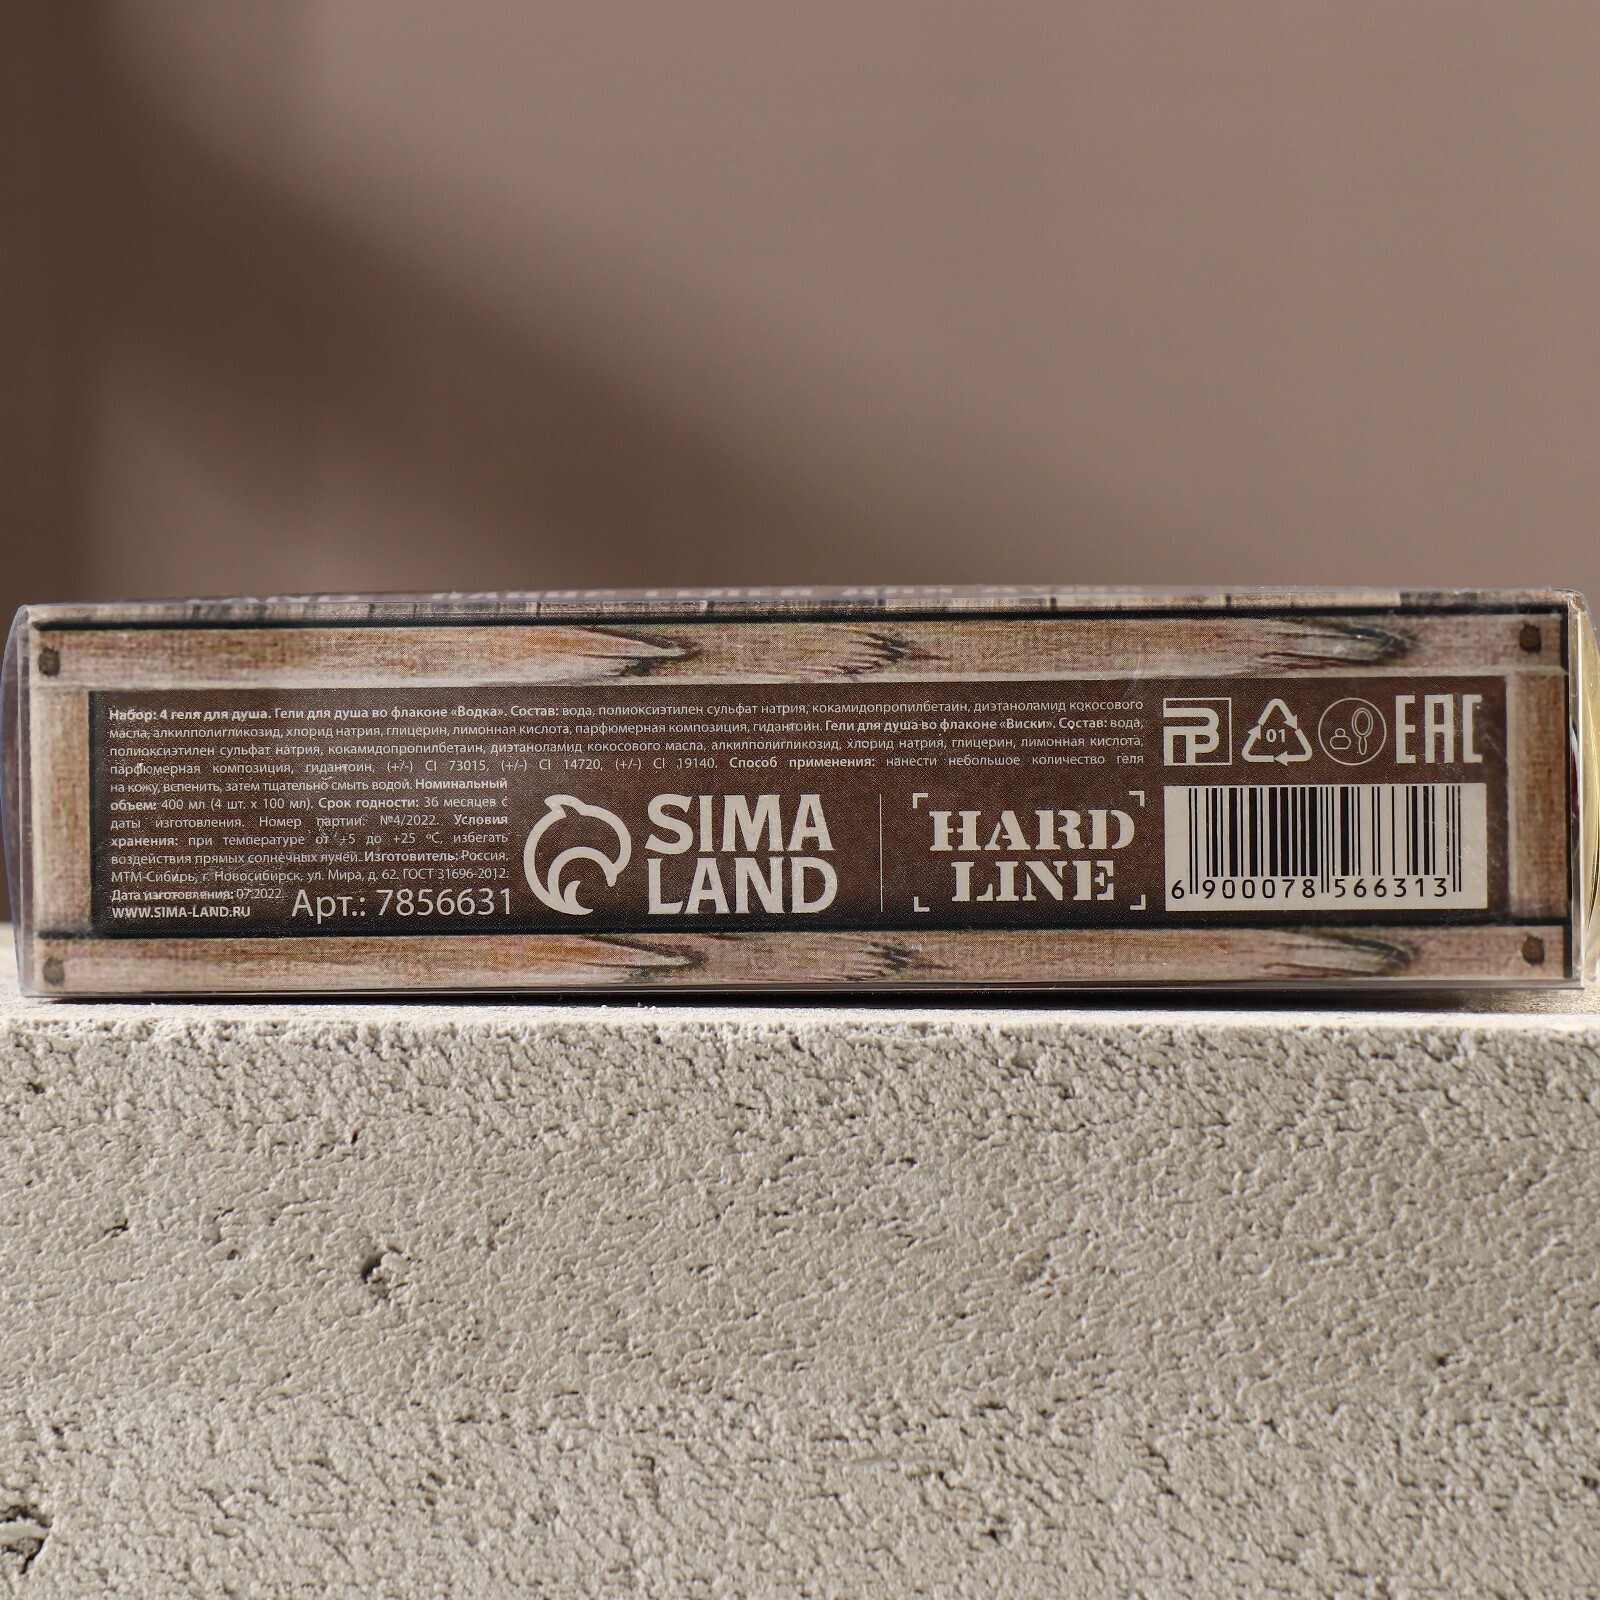 Набор: 4 геля для душа. Гели для душа во флаконе «Водка». Состав: вода, полиоксиэтилен сульфат натрия, кокамидопропилбетаин, диэтаноламид кокосового
масла, алкилполигликозид, хлорид натрия, глицерин, лимонная кислота, парфюмерная композиция, гидантоин. Гели для душа во флаконе «Виски». Состав: вода,
полиоксиэтилен сульфат натрия, кокамидопропилбетаин, диэтаноламид кокосового масла, алкилполигликозид, хлорид натрия, глицерин, лимонная кислота,
парфюмерная композиция, гидантоин, (+/-) CI 73015, (+/-) CI 14720, (+/-) CI 19140. Способ применения: нанести небольшое количество геля
на кожу, вспенить, затем тщательно смыть водой. Номинальный
объем: 400 мл (4 шт. х 100 мл). Срок годности: 36 месяцев с
даты изготовления. Номер партии: №4/2022. Условия
хранения: при температуре от +5 до +25 °С, избегать
воздействия прямых солнечных лучей. Изготовитель: Россия,
МТМ-Сибирь, г. Новосибирск, ул. Мира, д. 62. ГОСТ 31696-2012.
Дата изготовления: 07.2022.
WWW.SIMA-LAND.RU
Арт.: 7856631
SIMA
LAND
HARD
LINE
01
EAC
6 900078 566313